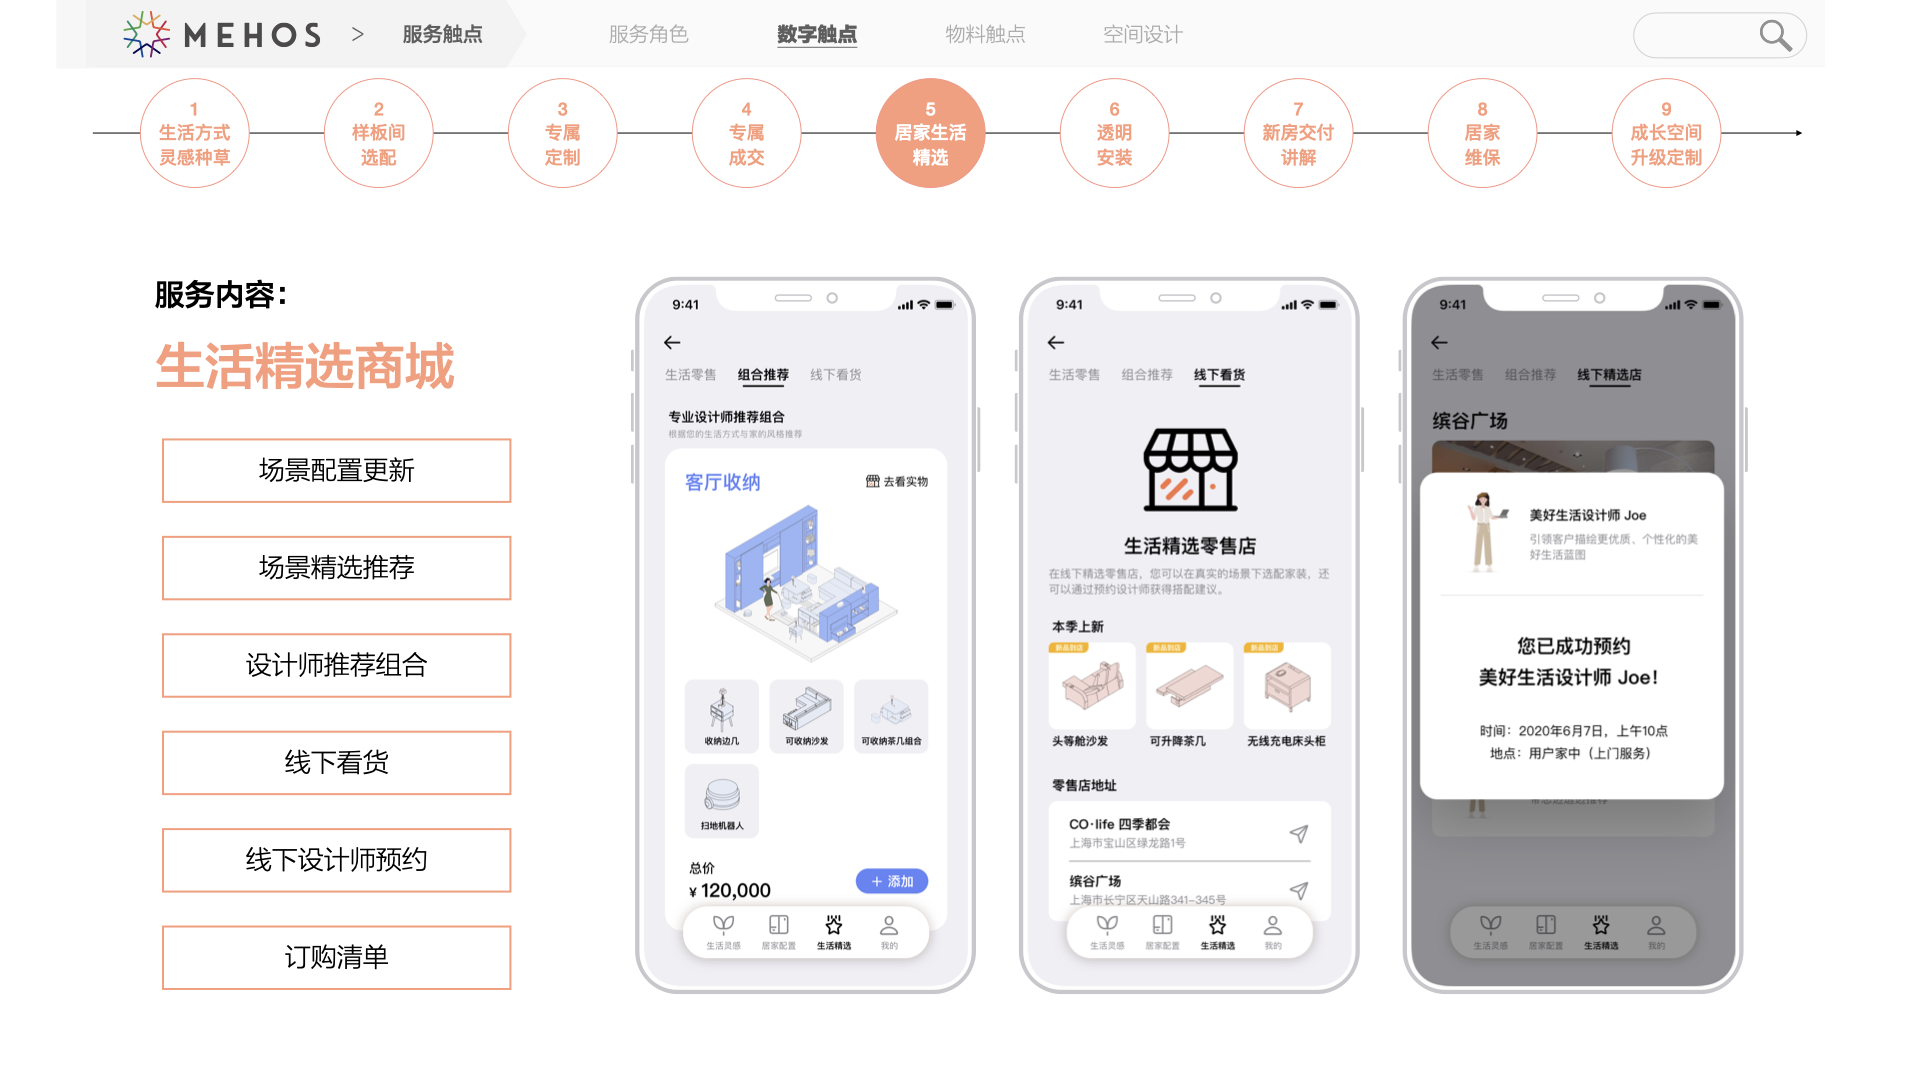 MEHOS > 服务触点 服务角色 数字触点 物料触点 空间设计
1 生活方式 灵感种草
2 样板间 选配
3 专属 定制
4 专属 成交
5 居家生活 精选
6 透明 安装
7 新房交付 讲解
8 居家 维保
9 成长空间 升级定制
服务内容：
生活精选商城
场景配置更新
场景精选推荐
设计师推荐组合
线下看货
线下设计师预约
订购清单
9:41
生活零售 组合推荐 线下看货
专业设计师推荐组合
根据您的生活方式与家的风格推荐
客厅收纳 去看实物
收纳边几 可收纳沙发 可收纳茶几组合
扫地机器人
总价
¥ 120,000 + 添加
生活灵感 居家配置 生活精选 我的
9:41
生活零售 组合推荐 线下看货
生活精选零售店
在线下精选零售店，您可以在真实的场景下选配家装，还
可以通过预约设计师获得搭配建议。
本季上新
新品到店 新品到店 新品到店
头等舱沙发 可升降茶几 无线充电床头柜
零售店地址
CO·life 四季都会
上海市宝山区绿龙路1号
缤谷广场
上海市长宁区天山路341-345号
生活灵感 居家配置 生活精选 我的
9:41
生活零售 组合推荐 线下精选店
缤谷广场
美好生活设计师 Joe
引领客户描绘更优质、个性化的美
好生活蓝图
您已成功预约
美好生活设计师 Joe！
时间：2020年6月7日，上午10点
地点：用户家中（上门服务）
生活灵感 居家配置 生活精选 我的